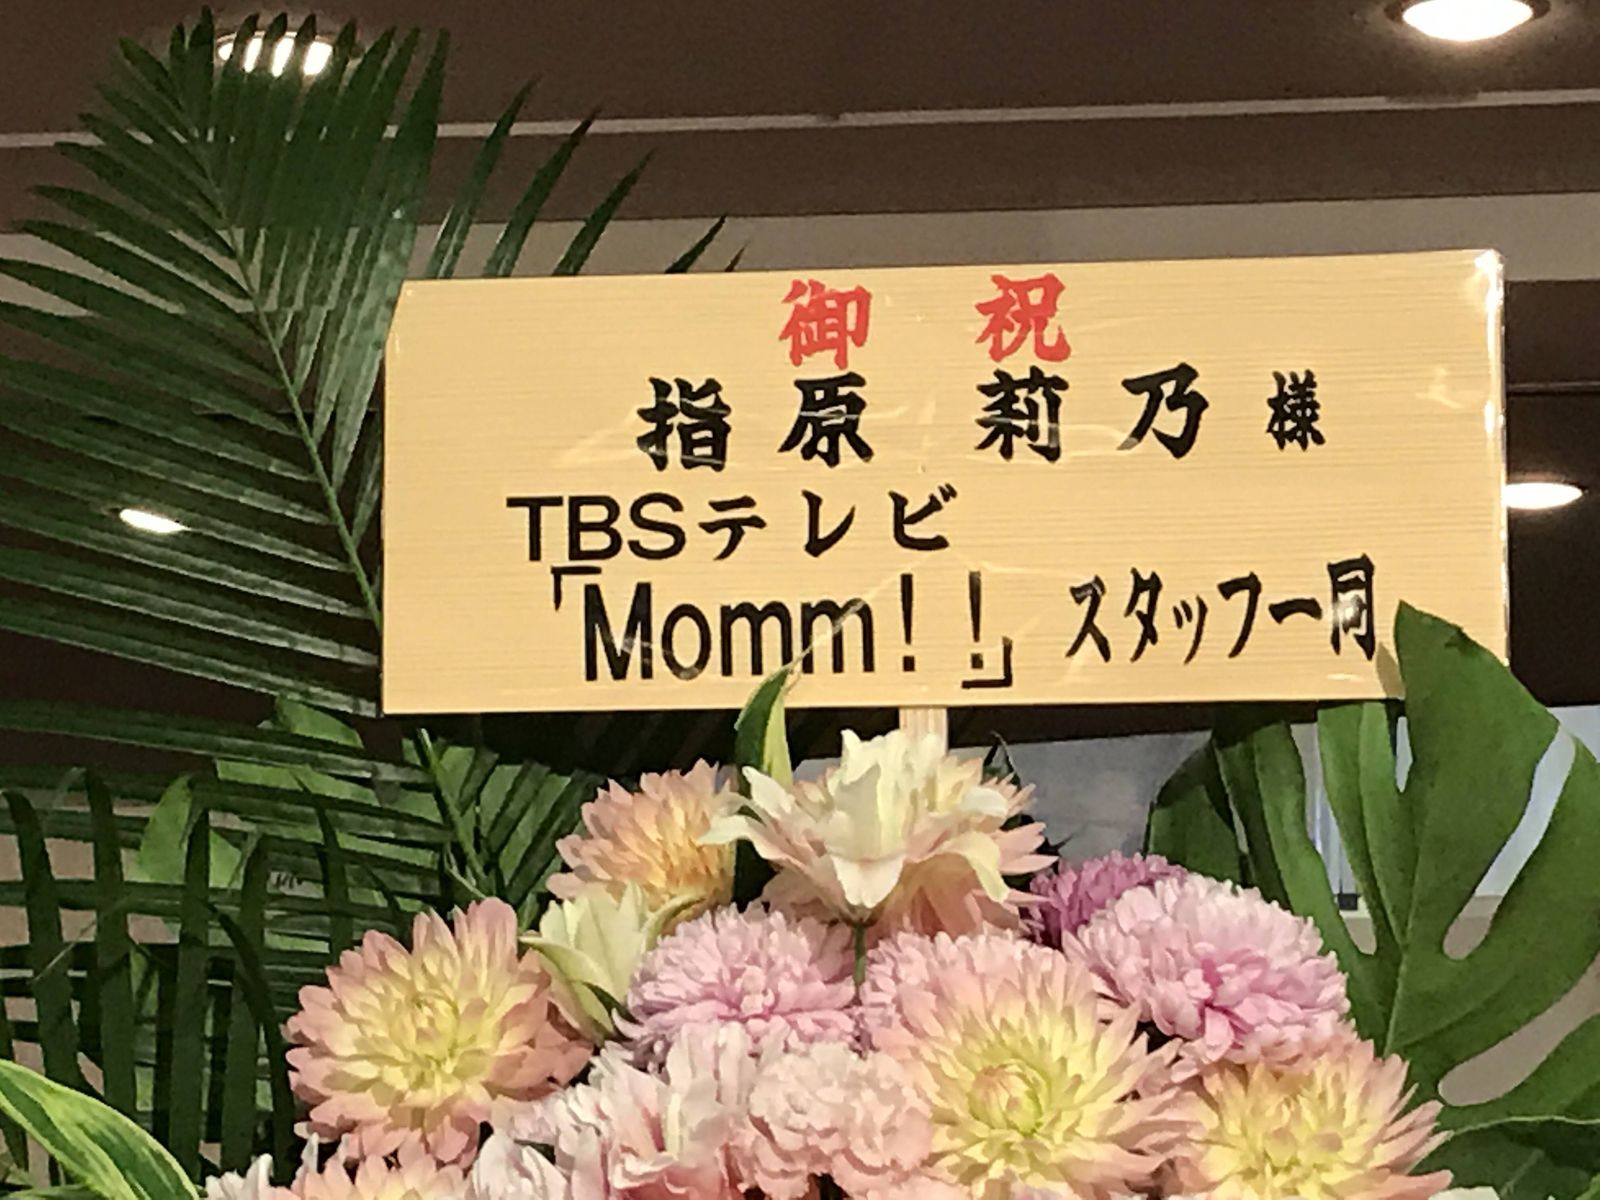 御祝
指原莉乃様
TBSテレビ
「Momm!!」スタッフ一同